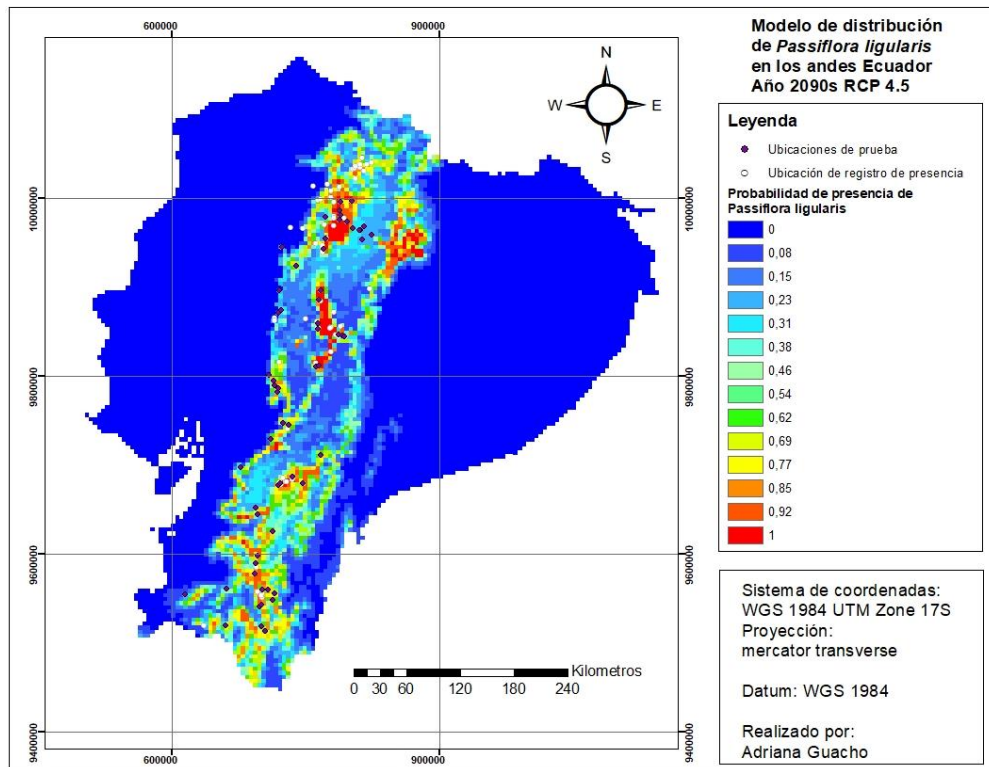 600000
900000
Modelo de distribución
de Passiflora ligularis
en los andes Ecuador
Año 2090s RCP 4.5
N
W
E
S
Leyenda
Ubicaciones de prueba
Ubicación de registro de presencia
Probabilidad de presencia de
Passiflora ligularis
0
0,08
0,15
0,23
0,31
0,38
0,46
0,54
0,62
0,69
0,77
0,85
0,92
1
10000000
10000000
9800000
9800000
9600000
9600000
9400000
9400000
Kilometros
0 30 60 120 180 240
600000
900000
Sistema de coordenadas:
WGS 1984 UTM Zone 17S
Proyección:
mercator transverse
Datum: WGS 1984
Realizado por:
Adriana Guacho